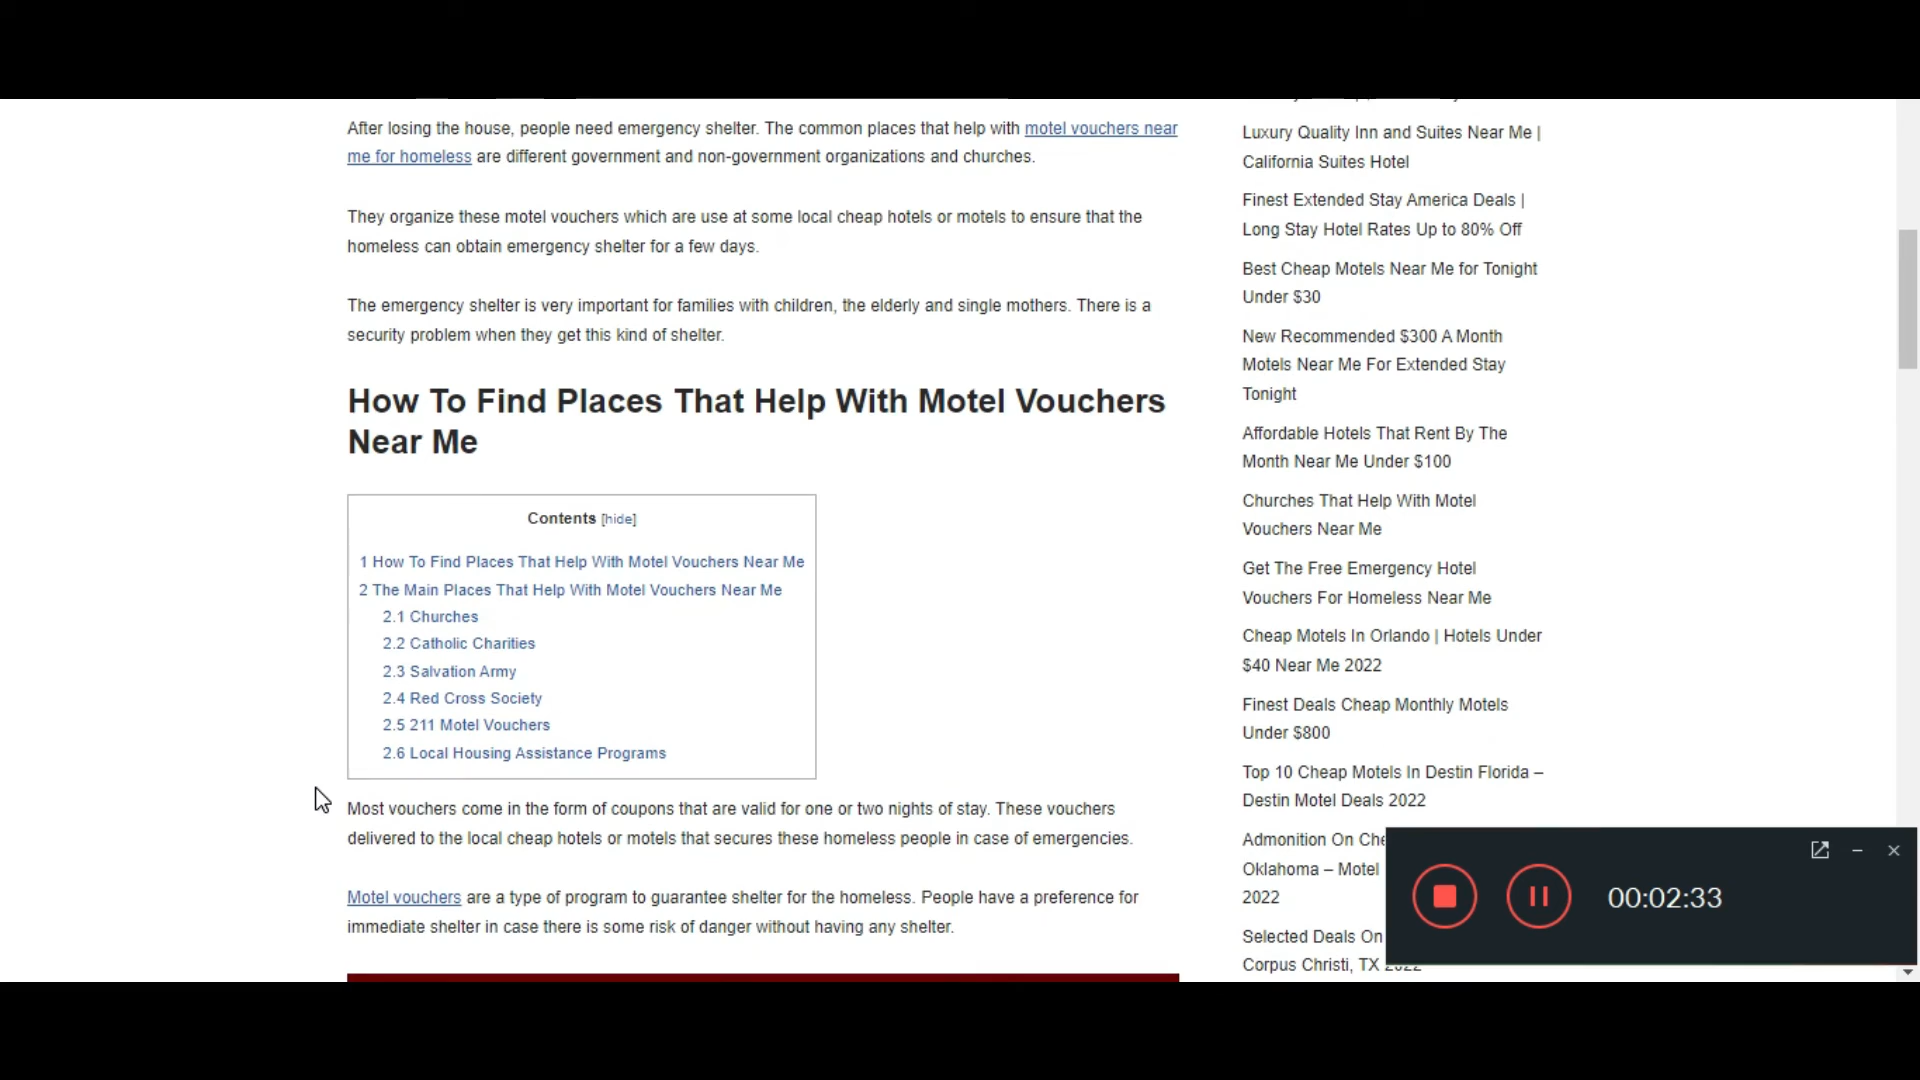 After losing the house, people need emergency shelter. The common places that help with motel vouchers near
me for homeless are different government and non-government organizations and churches.
They organize these motel vouchers which are use at some local cheap hotels or motels to ensure that the
homeless can obtain emergency shelter for a few days.
The emergency shelter is very important for families with children, the elderly and single mothers. There is a
security problem when they get this kind of shelter.
How To Find Places That Help With Motel Vouchers
Near Me
Contents [hide]
1 How To Find Places That Help With Motel Vouchers Near Me
2 The Main Places That Help With Motel Vouchers Near Me
2.1 Churches
2.2 Catholic Charities
2.3 Salvation Army
2.4 Red Cross Society
2.5 211 Motel Vouchers
2.6 Local Housing Assistance Programs
Most vouchers come in the form of coupons that are valid for one or two nights of stay. These vouchers
delivered to the local cheap hotels or motels that secures these homeless people in case of emergencies.
Motel vouchers are a type of program to guarantee shelter for the homeless. People have a preference for
immediate shelter in case there is some risk of danger without having any shelter.
Luxury Quality Inn and Suites Near Me |
California Suites Hotel
Finest Extended Stay America Deals |
Long Stay Hotel Rates Up to 80% Off
Best Cheap Motels Near Me for Tonight
Under $30
New Recommended $300 A Month
Motels Near Me For Extended Stay
Tonight
Affordable Hotels That Rent By The
Month Near Me Under $100
Churches That Help With Motel
Vouchers Near Me
Get The Free Emergency Hotel
Vouchers For Homeless Near Me
Cheap Motels In Orlando | Hotels Under
$40 Near Me 2022
Finest Deals Cheap Monthly Motels
Under $800
Top 10 Cheap Motels In Destin Florida –
Destin Motel Deals 2022
Admonition On Che
Oklahoma – Motel
2022
Selected Deals On
Corpus Christi, TX 2022
00:02:33